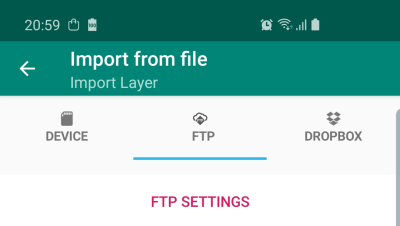 20:59
Import from file
Import Layer
DEVICE FTP DROPBOX
FTP SETTINGS